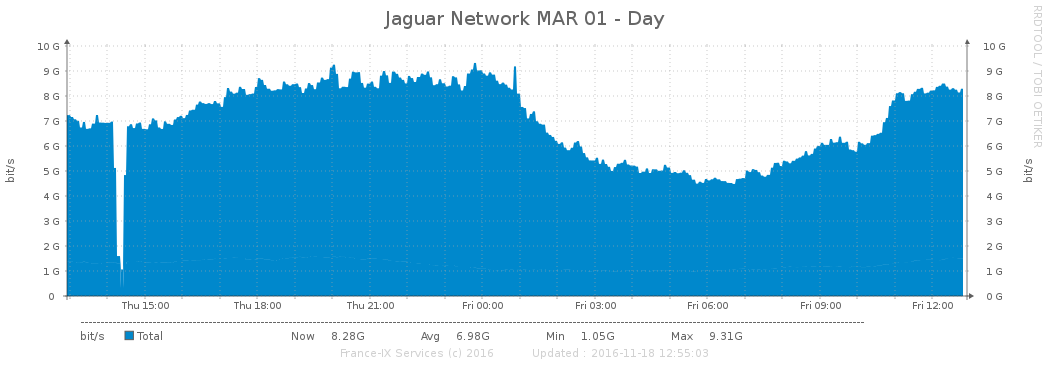 Jaguar Network MAR 01 - Day
RRDTOOL / TOBI OETIKER
10 G
10 G
9 G
9 G
8 G
8 G
7 G
7 G
6 G
6 G
5 G
5 G
4 G
4 G
3 G
3 G
2 G
2 G
1 G
1 G
0
0 G
bit/s
bit/s
Thu 15:00 Thu 18:00 Thu 21:00 Fri 00:00 Fri 03:00 Fri 06:00 Fri 09:00 Fri 12:00
bit/s Total Now 8.28G Avg 6.98G Min 1.05G Max 9.31G
France-IX Services (c) 2016 Updated : 2016-11-18 12:55:03